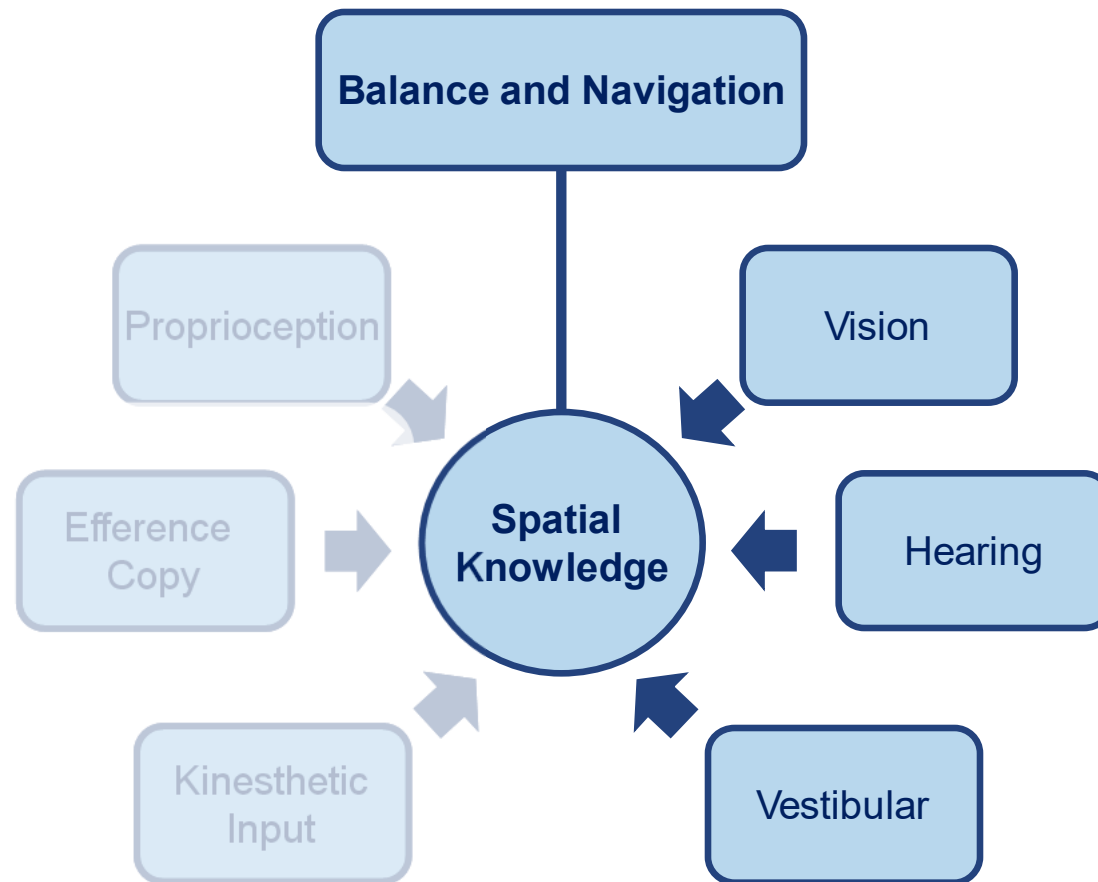 Balance and Navigation
Proprioception
Vision
Efference
Copy
Spatial
Knowledge
Hearing
Kinesthetic
Input
Vestibular